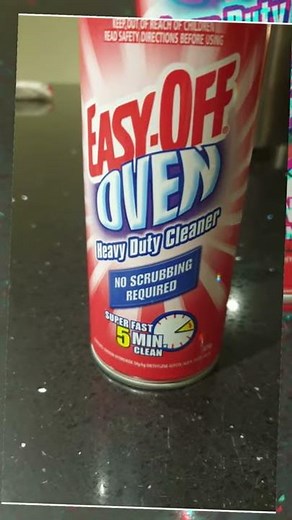 KEEP OUT OF REACH OF CHILDREN
READ SAFETY DIRECTIONS BEFORE USING
EASY-OFF
OVEN
Heavy Duty Cleaner
NO SCRUBBING
REQUIRED
SUPER FAST
5 MIN
CLEAN
Duty